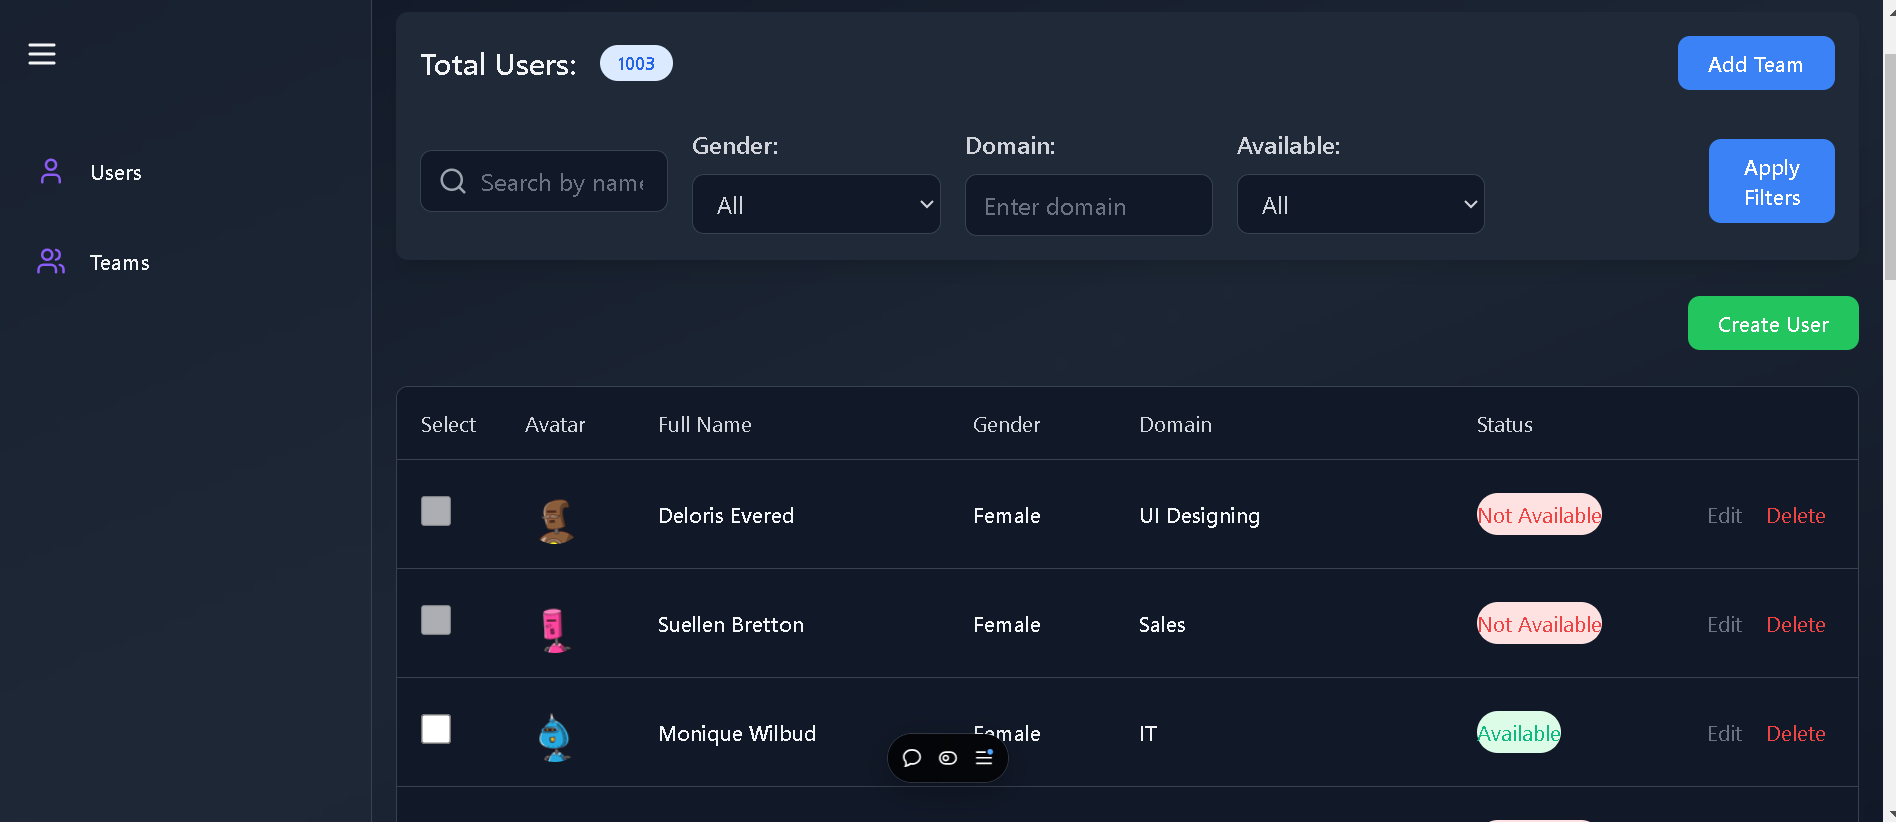 Total Users: 1003
Add Team
Users
Teams
Gender:
Domain:
Available:
Search by name
All
Enter domain
All
Apply
Filters
Create User
Select Avatar Full Name Gender Domain Status
Deloris Evered Female UI Designing Not Available Edit Delete
Suellen Bretton Female Sales Not Available Edit Delete
Monique Wilbud Female IT Available Edit Delete